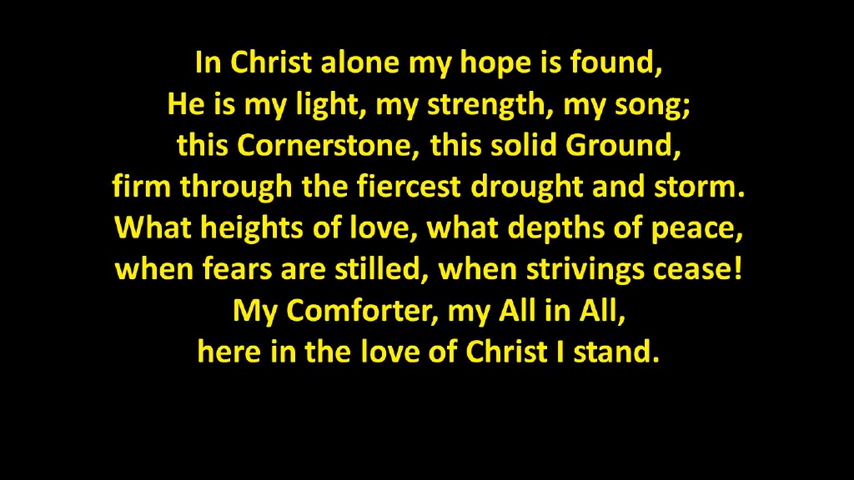 In Christ alone my hope is found,
He is my light, my strength, my song;
this Cornerstone, this solid Ground,
firm through the fiercest drought and storm.
What heights of love, what depths of peace,
when fears are stilled, when strivings cease!
My Comforter, my All in All,
here in the love of Christ I stand.